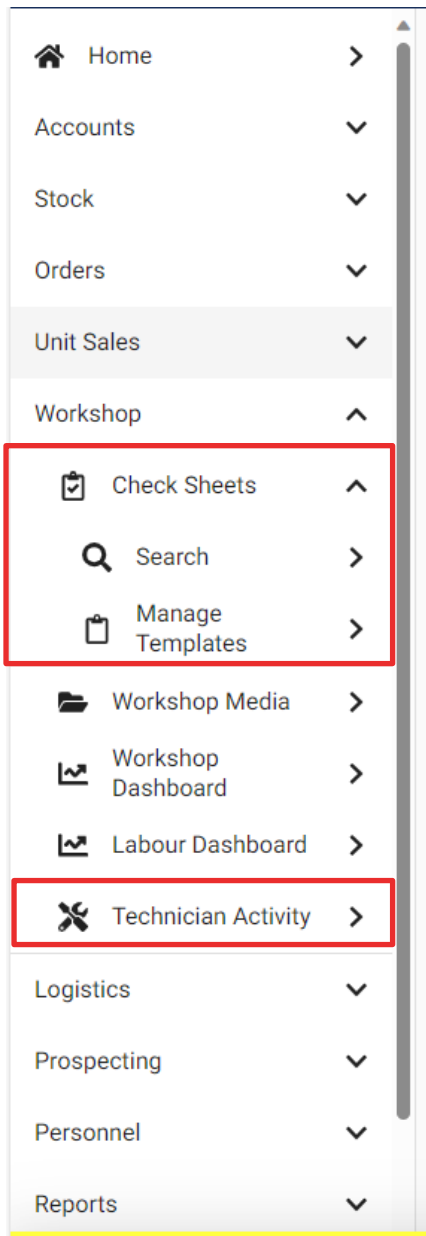 Home
Accounts
Stock
Orders
Unit Sales
Workshop
Check Sheets
Search
Manage
Templates
Workshop Media
Workshop
Dashboard
Labour Dashboard
Technician Activity
Logistics
Prospecting
Personnel
Reports